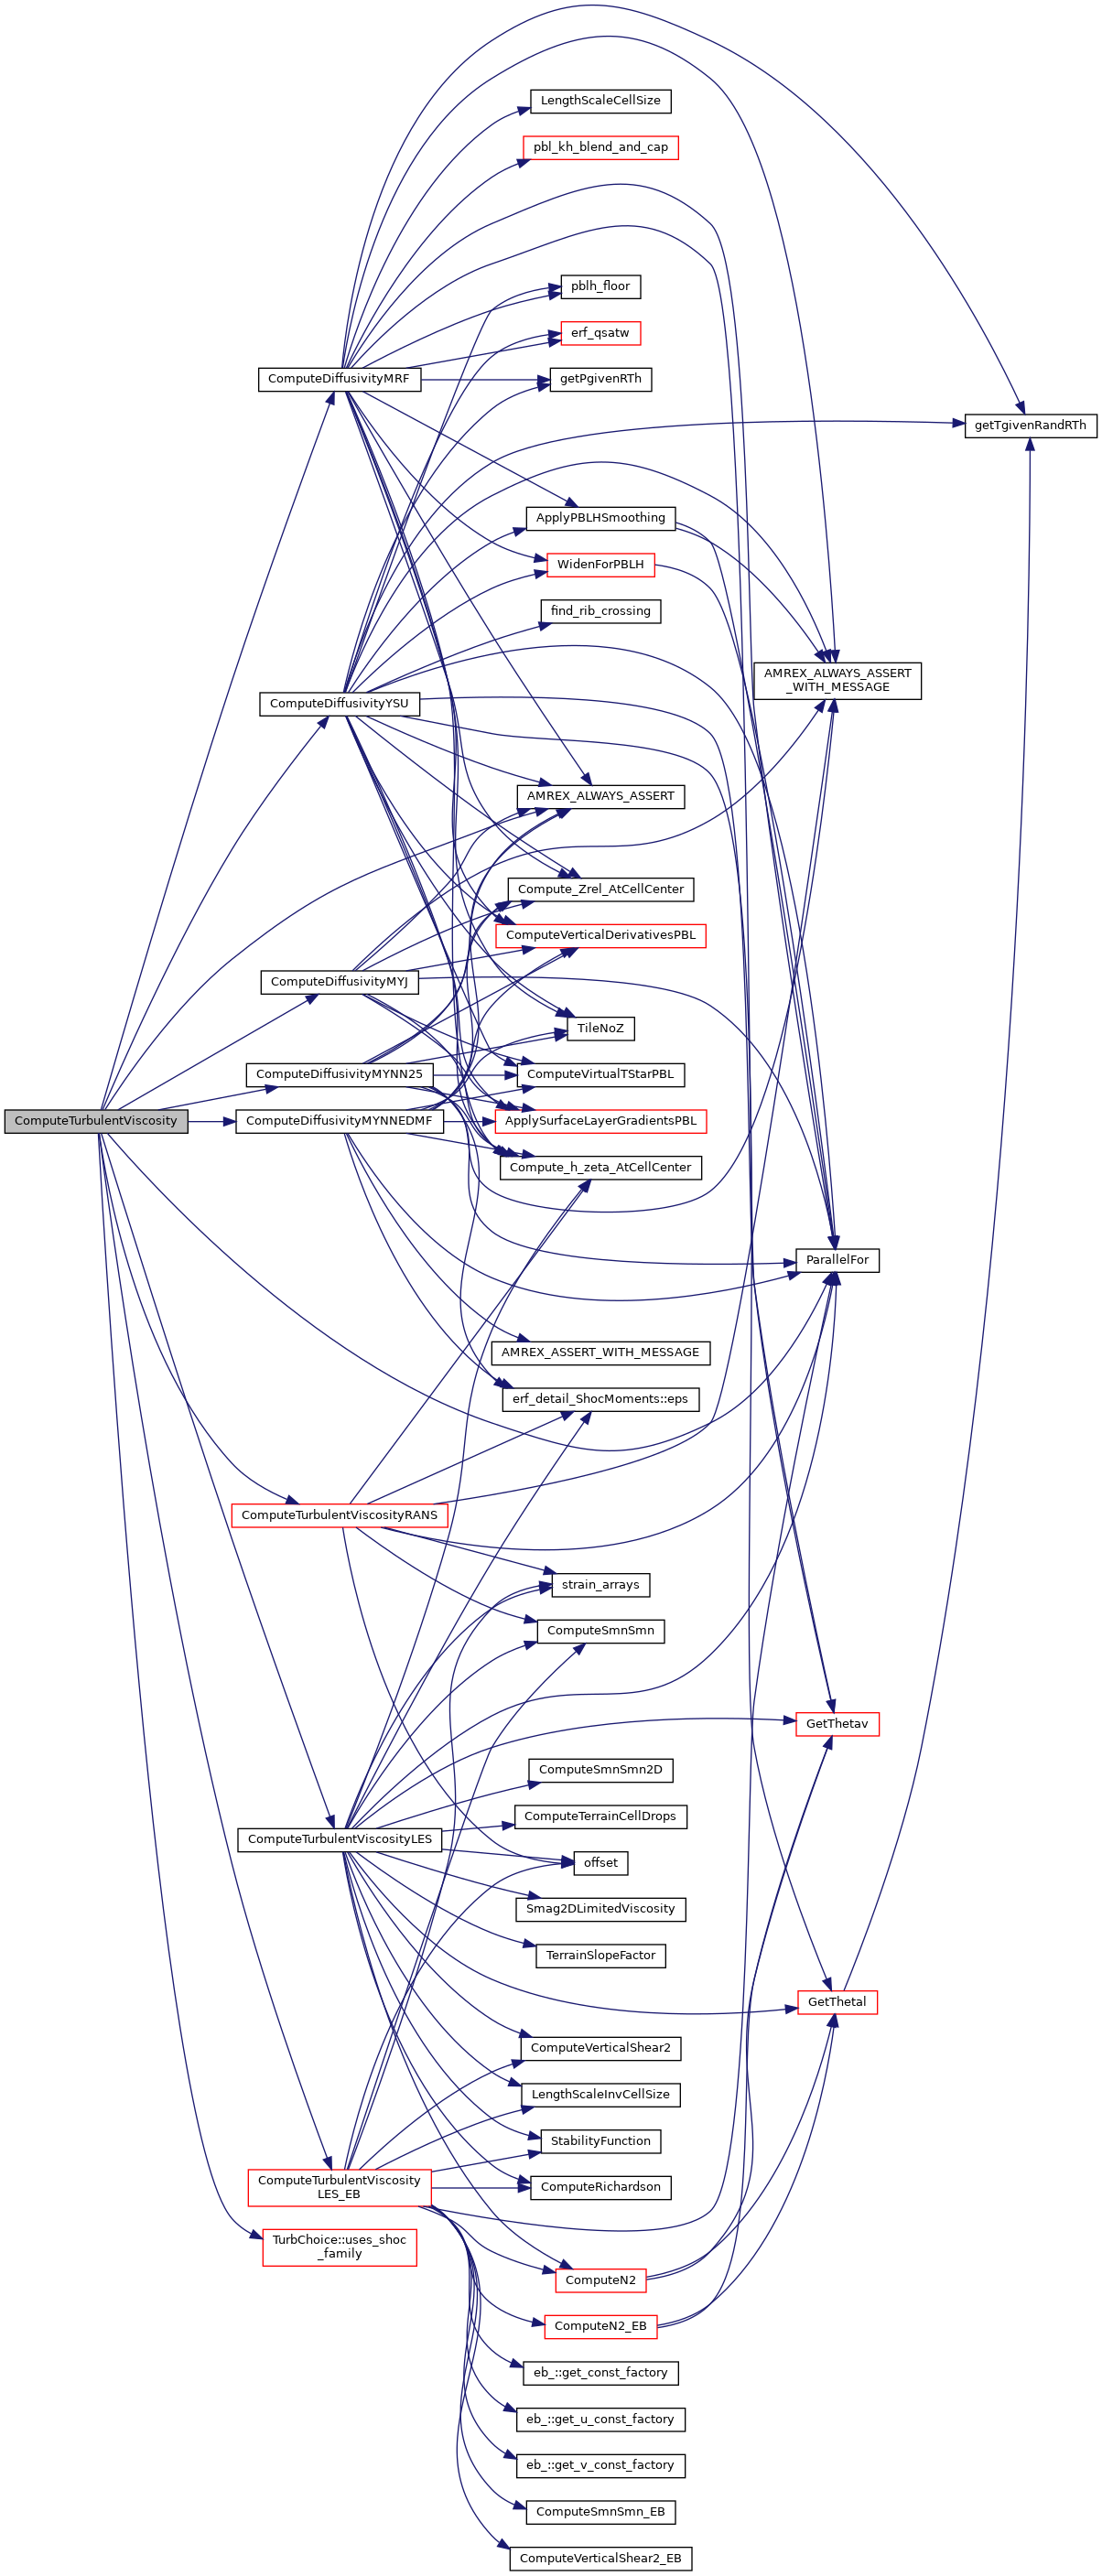 LengthScaleCellSize
pbl_kh_blend_and_cap
pblh_floor
erf_qsatw
ComputeDiffusivityMRF
getPgivenRTh
getTgivenRandRTh
ApplyPBLHSmoothing
WidenForPBLH
find_rib_crossing
AMREX_ALWAYS_ASSERT
_WITH_MESSAGE
ComputeDiffusivityYSU
AMREX_ALWAYS_ASSERT
Compute_Zrel_AtCellCenter
ComputeVerticalDerivativesPBL
ComputeDiffusivityMYJ
TileNoZ
ComputeDiffusivityMYNN25
ComputeVirtualTStarPBL
ComputeTurbulentViscosity
ComputeDiffusivityMYNNEDMF
ApplySurfaceLayerGradientsPBL
Compute_h_zeta_AtCellCenter
ParallelFor
AMREX_ASSERT_WITH_MESSAGE
erf_detail_ShocMoments::eps
ComputeTurbulentViscosityRANS
strain_arrays
ComputeSmnSmn
GetThetav
ComputeSmnSmn2D
ComputeTerrainCellDrops
ComputeTurbulentViscosityLES
offset
Smag2DLimitedViscosity
TerrainSlopeFactor
GetThetal
ComputeVerticalShear2
LengthScaleInvCellSize
StabilityFunction
ComputeTurbulentViscosity
LES_EB
ComputeRichardson
TurbChoice::uses_shoc
_family
ComputeN2
ComputeN2_EB
eb_::get_const_factory
eb_::get_u_const_factory
eb_::get_v_const_factory
ComputeSmnSmn_EB
ComputeVerticalShear2_EB